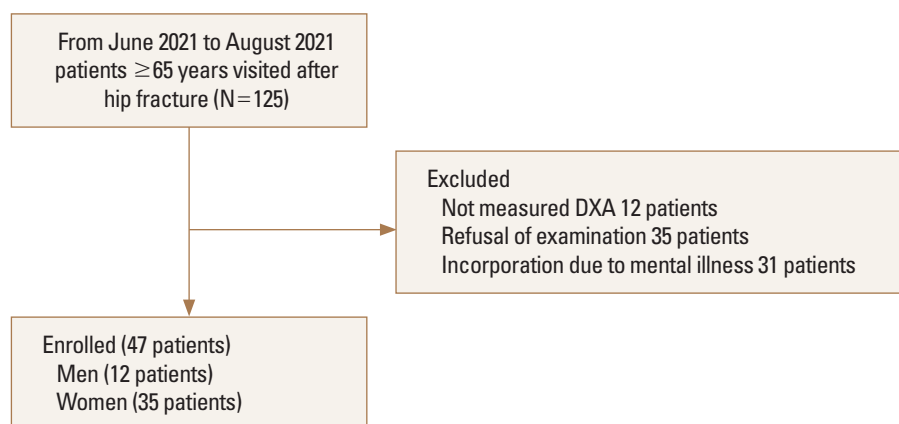 From June 2021 to August 2021
patients ≥65 years visited after
hip fracture (N=125)
Excluded
Not measured DXA 12 patients
Refusal of examination 35 patients
Incorporation due to mental illness 31 patients
Enrolled (47 patients)
Men (12 patients)
Women (35 patients)